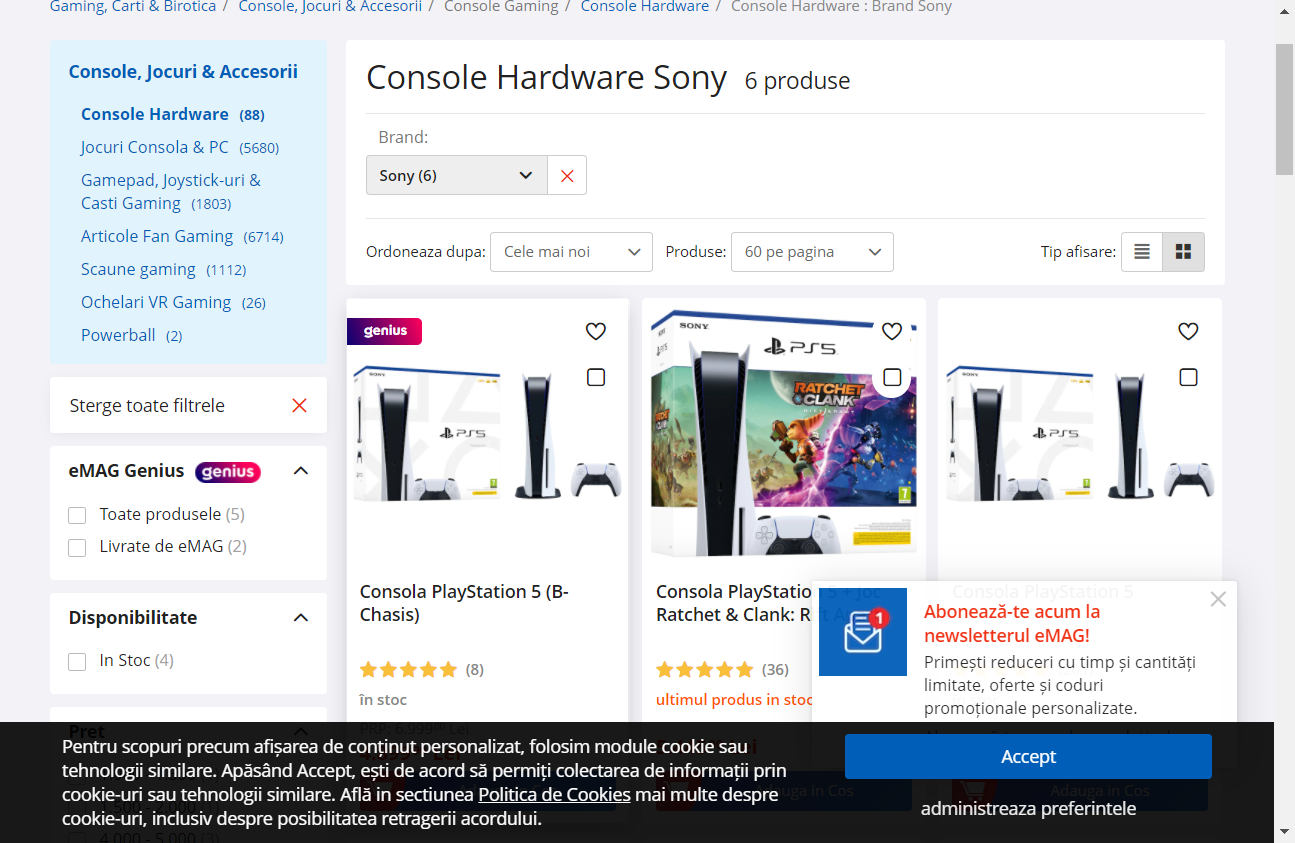 Gaming, Carti & Birotica / Console, Jocuri & Accesorii / Console Gaming / Console Hardware / Console Hardware : Brand Sony
Console, Jocuri & Accesorii
Console Hardware (88)
Jocuri Consola & PC (5680)
Gamepad, Joystick-uri &
Casti Gaming (1803)
Articole Fan Gaming (6714)
Scaune gaming (1112)
Ochelari VR Gaming (26)
Powerball (2)
Sterge toate filtrele
eMAG Genius genius
Toate produsele (5)
Livrate de eMAG (2)
Disponibilitate
In Stoc (4)
Pret
4.000 - 5.000 (3)
Console Hardware Sony 6 produse
Brand:
Sony (6)
Ordoneaza dupa: Cele mai noi Produse: 60 pe pagina Tip afisare:
genius
SONY
PS5
Consola PlayStation 5 (B-
Chasis)
(8)
în stoc
PRP: 6.999⁰⁰ Lei
SONY
PS5
PS5
RATCHET
& CLANK
RIFT APART
7
Consola PlayStation 5 + Joc
Ratchet & Clank: Rift Apart
(36)
ultimul produs in stoc
Adauga in Cos
SONY
PS5
Consola PlayStation 5
Adauga in Cos
1
Abonează-te acum la
newsletterul eMAG!
Primești reduceri cu timp și cantități
limitate, oferte și coduri
promoționale personalizate.
Pentru scopuri precum afișarea de conținut personalizat, folosim module cookie sau
tehnologii similare. Apăsând Accept, ești de acord să permiți colectarea de informații prin
cookie-uri sau tehnologii similare. Află in sectiunea Politica de Cookies mai multe despre
cookie-uri, inclusiv despre posibilitatea retragerii acordului.
Accept
administreaza preferintele